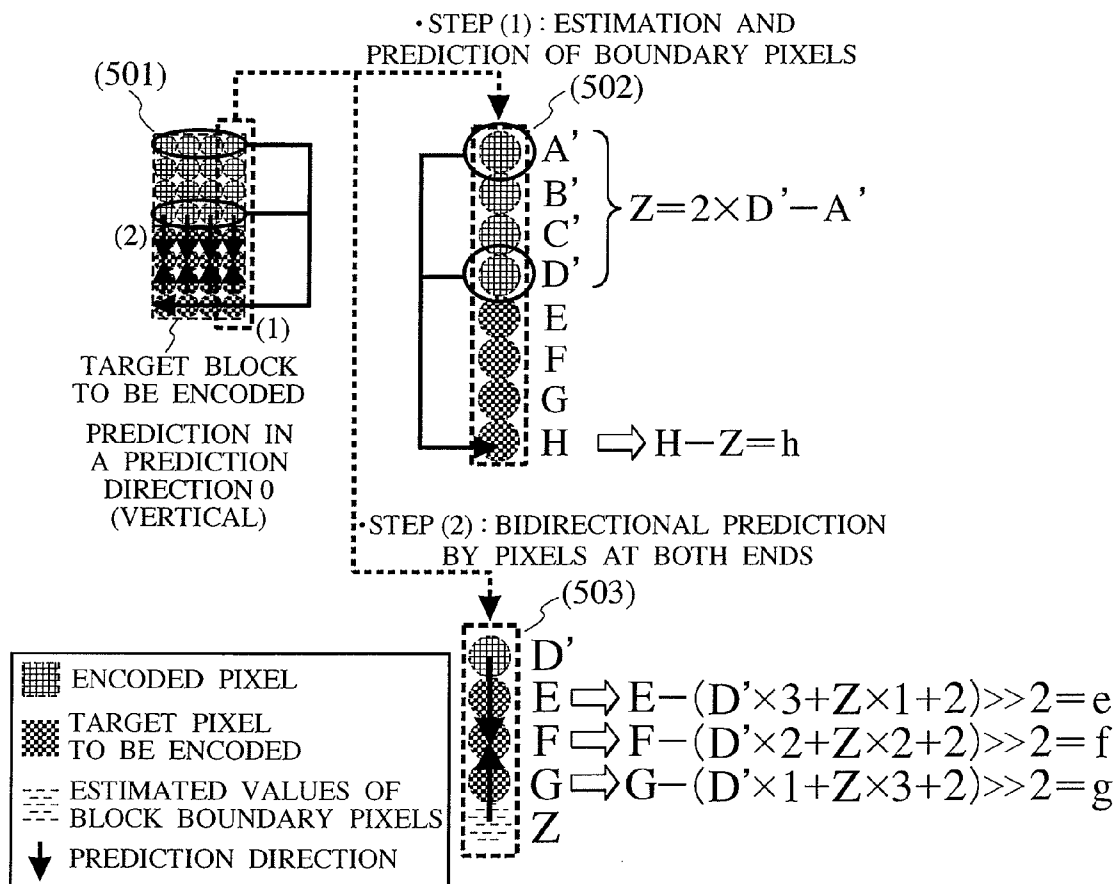 ・STEP (1) : ESTIMATION AND
PREDICTION OF BOUNDARY PIXELS
(501)
(502)
A'
B'
C'
D'
E
F
G
H
Z=2×D'−A'
⇨H−Z=h
(2)
(1)
TARGET BLOCK
TO BE ENCODED
PREDICTION IN
A PREDICTION
DIRECTION 0
(VERTICAL)
・STEP (2) : BIDIRECTIONAL PREDICTION
BY PIXELS AT BOTH ENDS
(503)
D'
E⇨E−(D'×3+Z×1+2)>>2=e
F⇨F−(D'×2+Z×2+2)>>2=f
G⇨G−(D'×1+Z×3+2)>>2=g
Z
ENCODED PIXEL
TARGET PIXEL
TO BE ENCODED
ESTIMATED VALUES OF
BLOCK BOUNDARY PIXELS
PREDICTION DIRECTION